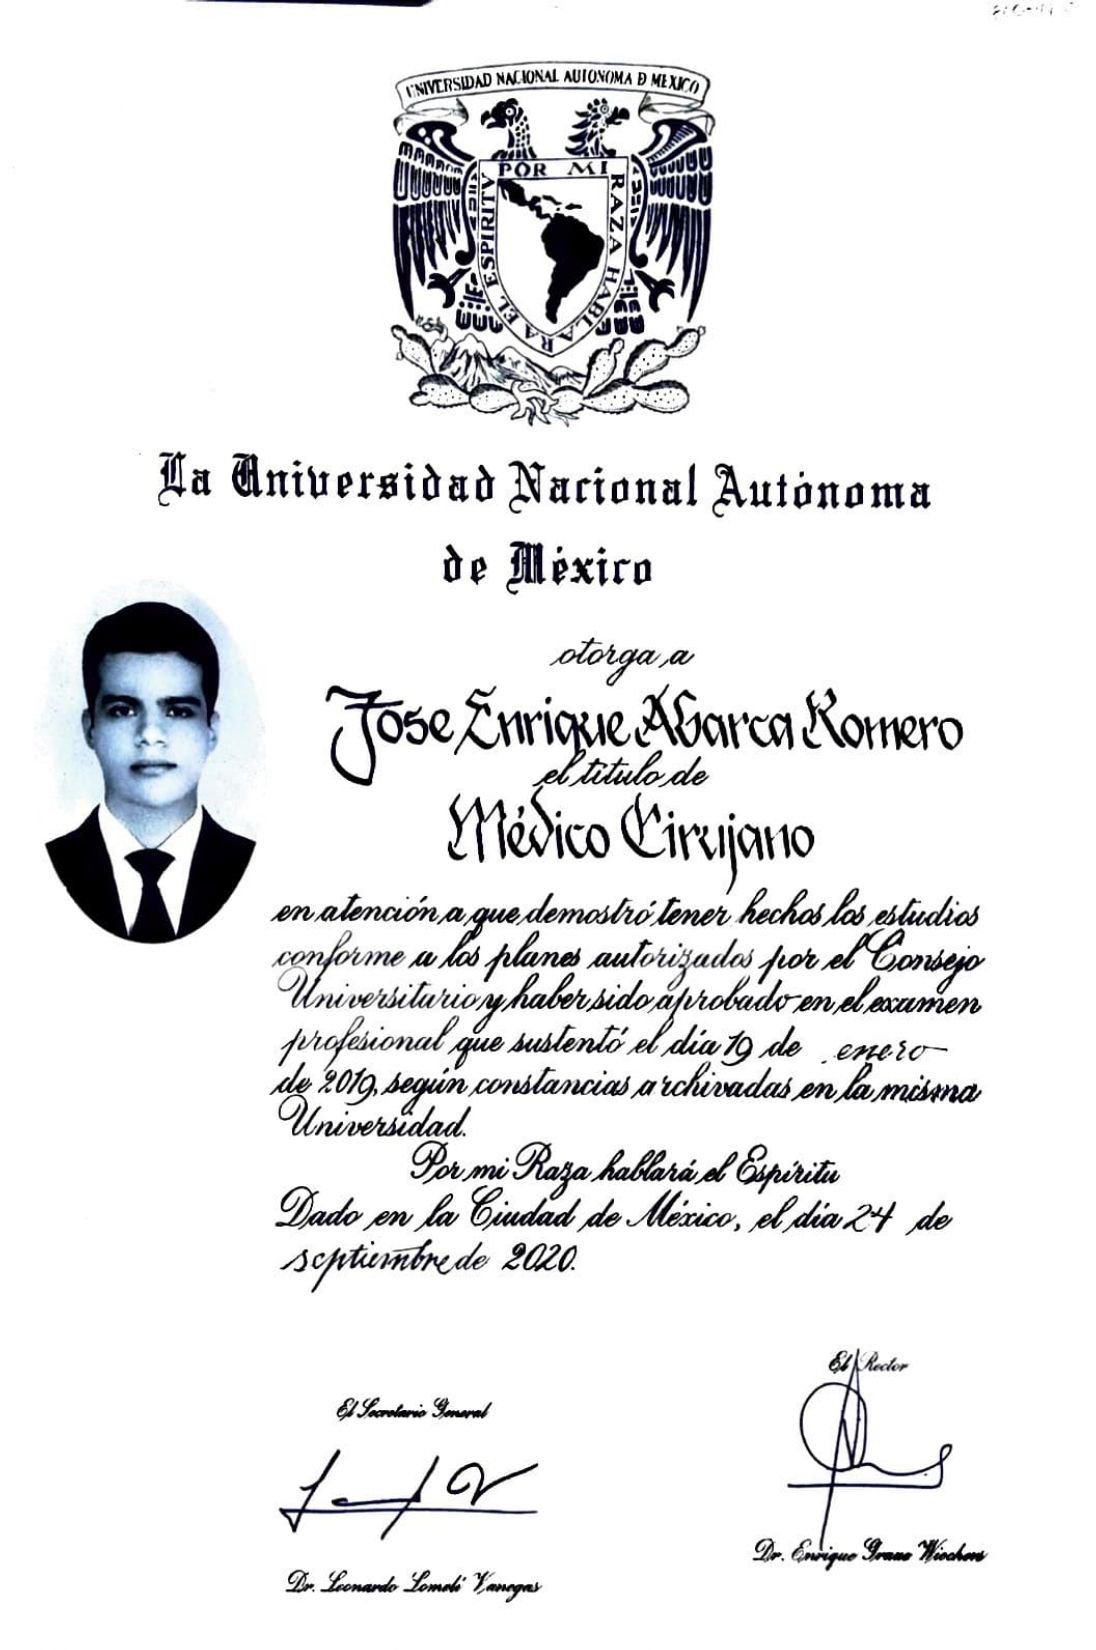 UNIVERSIDAD NACIONAL AUTONOMA D MEXICO
POR MI RAZA HABLARA EL ESPIRITU
La Universidad Nacional Autónoma
de México
otorga a
Jose Enrique Abarca Romero
el título de
Médico Cirujano
en atención a que demostró tener hechos los estudios
conforme a los planes autorizados por el Consejo
Universitario y haber sido aprobado en el examen
profesional que sustentó el día 19 de enero
de 2019, según constancias archivadas en la misma
Universidad.
Por mi Raza hablará el Espíritu
Dado en la Ciudad de México, el día 24 de
septiembre de 2020.
El Rector
El Secretario General
Dr. Enrique Graue Wiechers
Dr. Leonardo Lomelí Vanegas